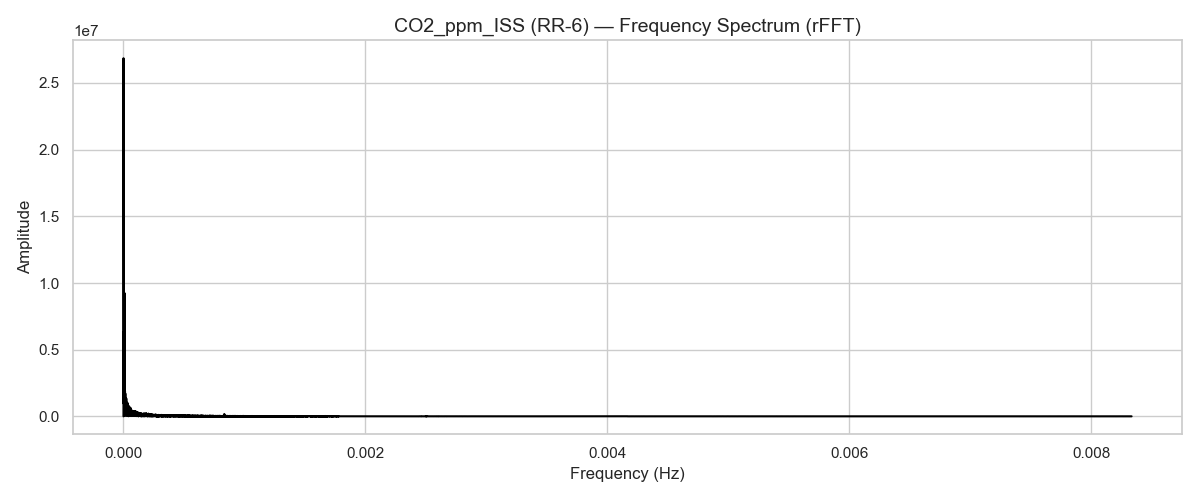 CO2_ppm_ISS (RR-6) — Frequency Spectrum (rFFT)
1e7
2.5
2.0
1.5
1.0
0.5
0.0
Amplitude
0.000
0.002
0.004
0.006
0.008
Frequency (Hz)